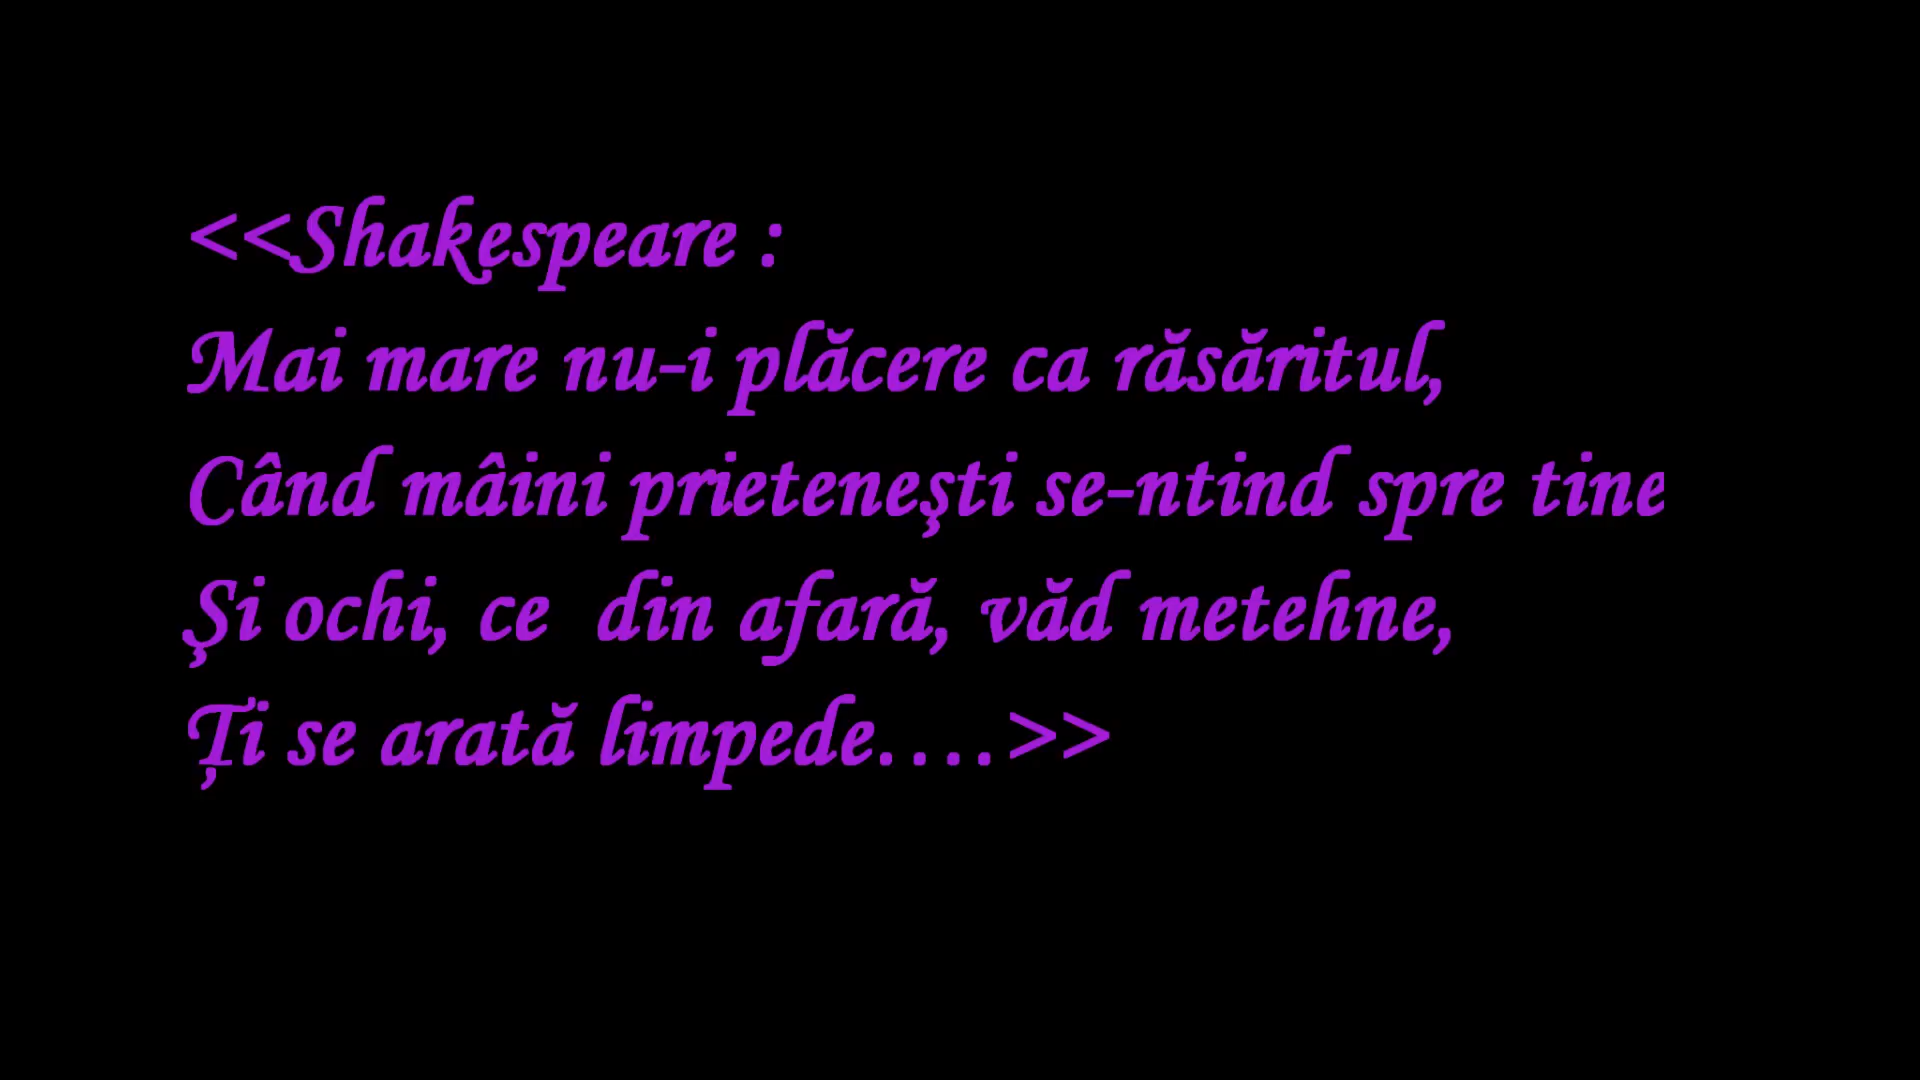 <<Shakespeare :
Mai mare nu-i plăcere ca răsăritul,
Când mâini prieteneşti se-ntind spre tine
Şi ochi, ce  din afară, văd metehne,
Ți se arată limpede….>>